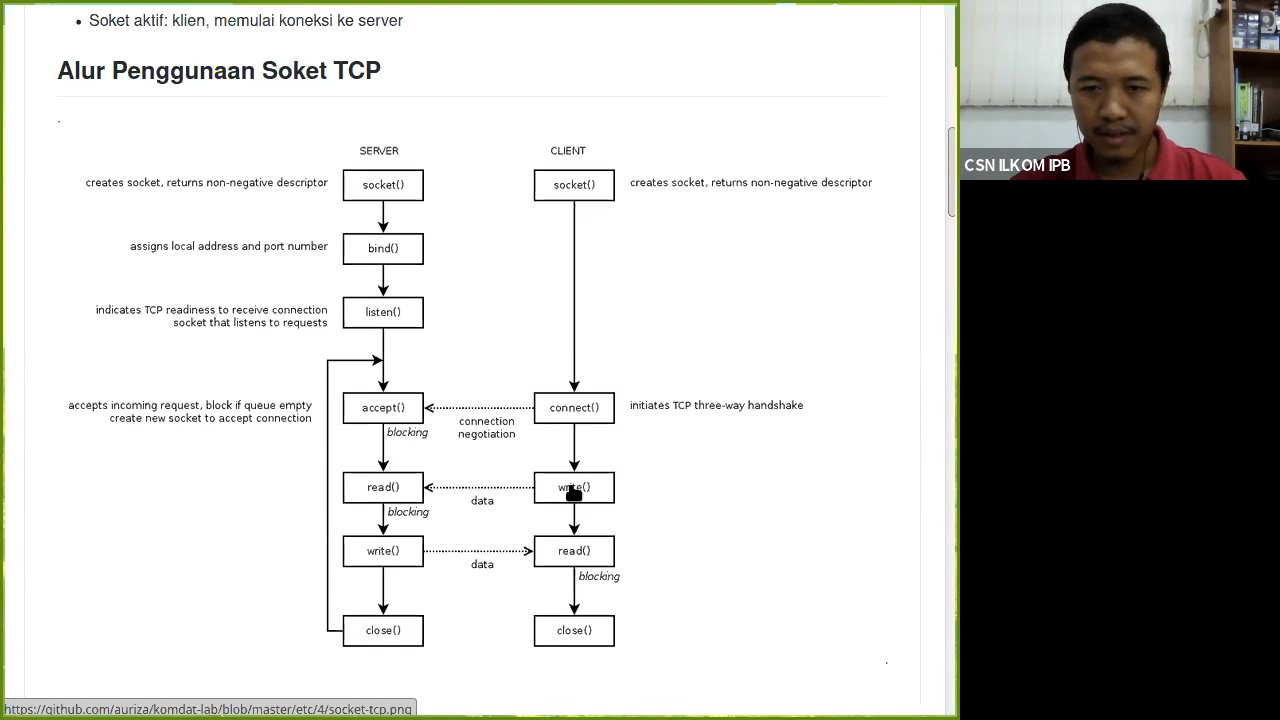 • Soket aktif: klien, memulai koneksi ke server
Alur Penggunaan Soket TCP
.
SERVER
CLIENT
creates socket, returns non-negative descriptor
socket()
socket()
creates socket, returns non-negative descriptor
assigns local address and port number
bind()
indicates TCP readiness to receive connection
socket that listens to requests
listen()
accepts incoming request, block if queue empty
create new socket to accept connection
accept()
blocking
connection
negotiation
connect()
initiates TCP three-way handshake
read()
blocking
data
write()
write()
data
read()
blocking
close()
close()
.
https://github.com/auriza/komdat-lab/blob/master/etc/4/socket-tcp.png
CSN ILKOM IPB